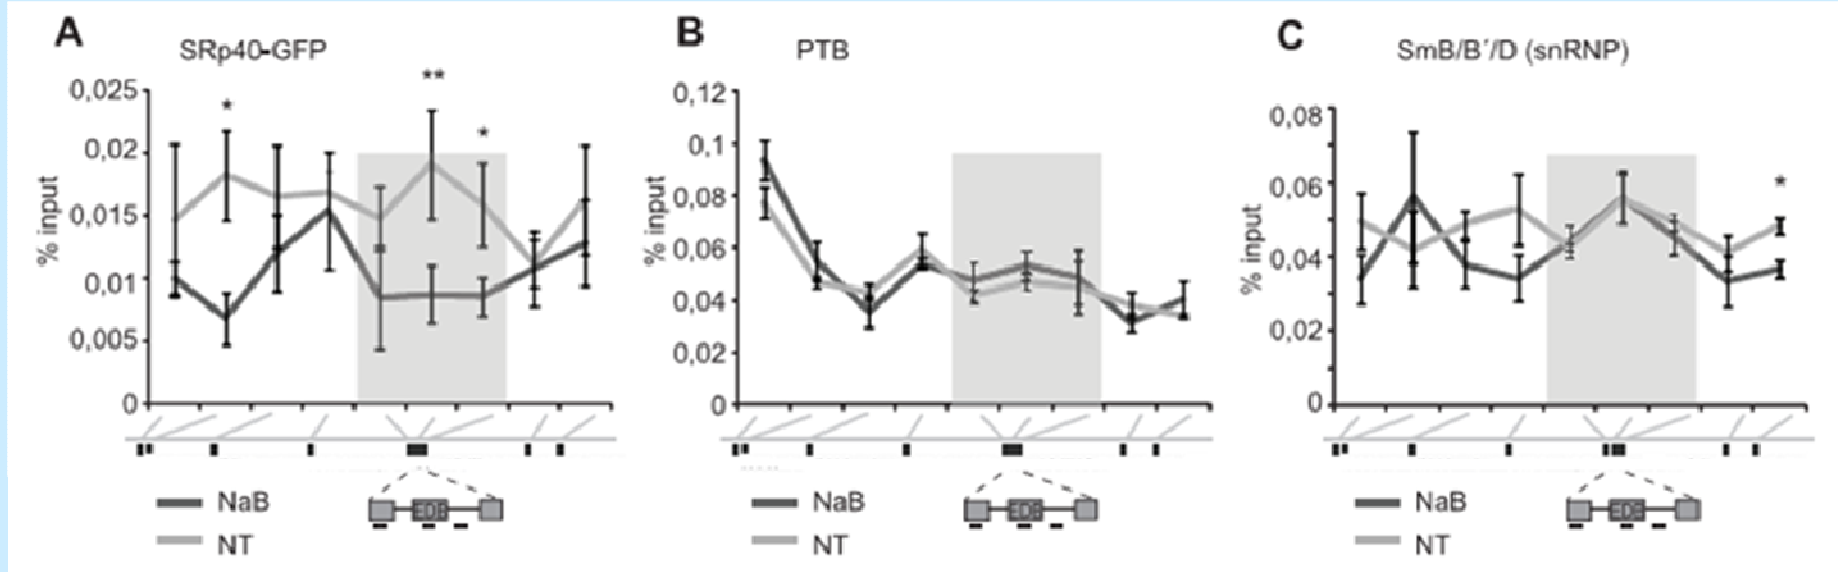 A
SRp40-GFP
% input
0,025
0,02
0,015
0,01
0,005
0
*
**
*
EDB
NaB
NT
B
PTB
% input
0,12
0,1
0,08
0,06
0,04
0,02
0
EDB
NaB
NT
C
SmB/B´/D (snRNP)
% input
0,08
0,06
0,04
0,02
0
*
EDB
NaB
NT